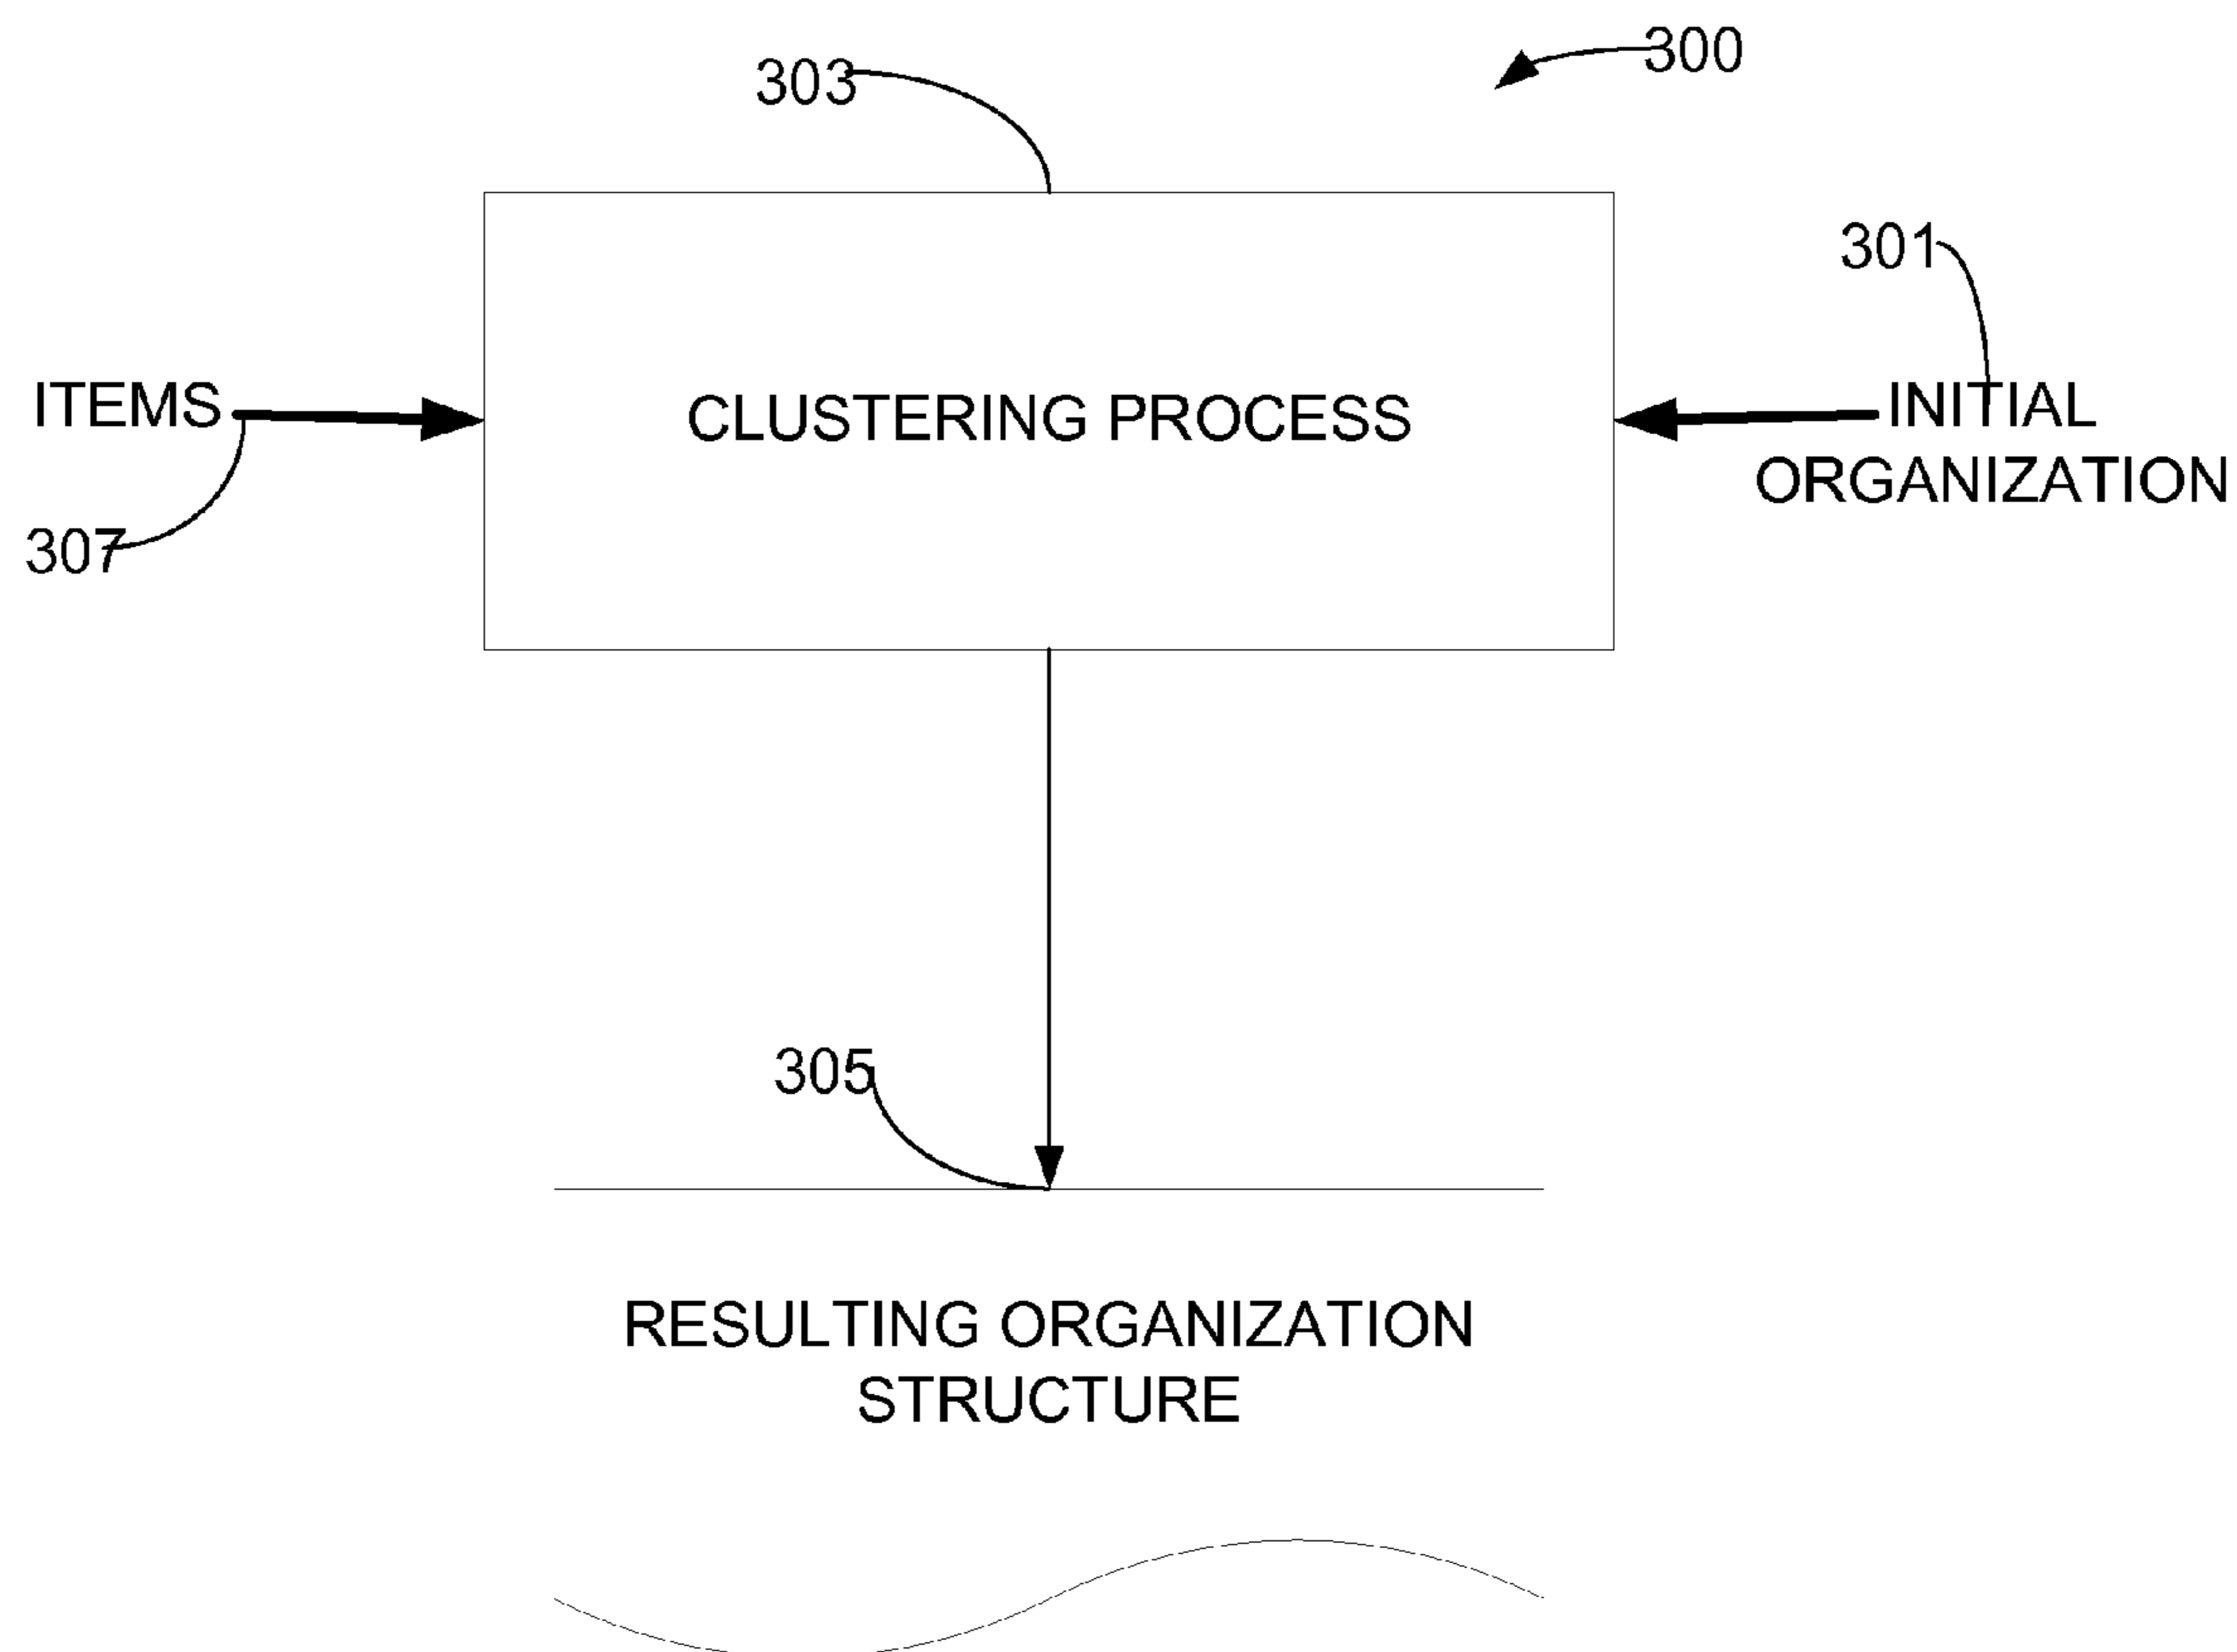 300
303
301
ITEMS
CLUSTERING PROCESS
INITIAL
ORGANIZATION
307
305
RESULTING ORGANIZATION
STRUCTURE